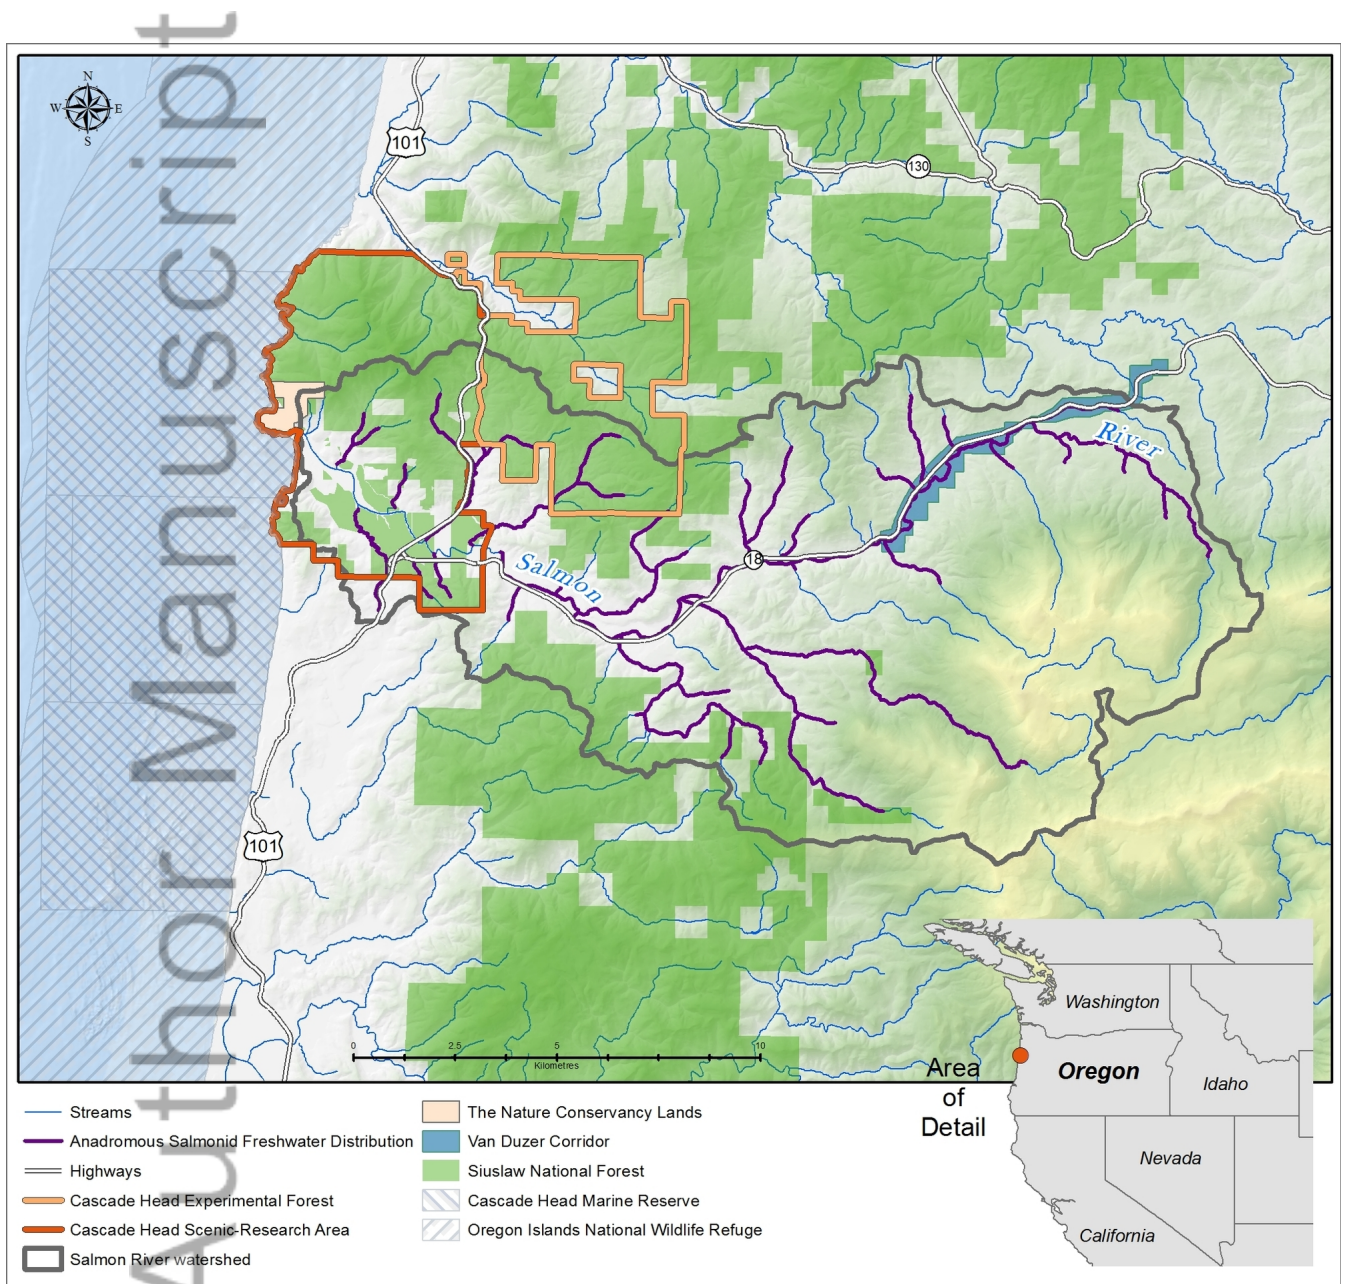 Author Manuscript
N
W
E
S
101
130
River
18
Salmon
101
0
2.5
5
10
Kilometres
Washington
Oregon
Idaho
Nevada
California
Area
of
Detail
Streams
Anadromous Salmonid Freshwater Distribution
Highways
Cascade Head Experimental Forest
Cascade Head Scenic-Research Area
Salmon River watershed
The Nature Conservancy Lands
Van Duzer Corridor
Siuslaw National Forest
Cascade Head Marine Reserve
Oregon Islands National Wildlife Refuge